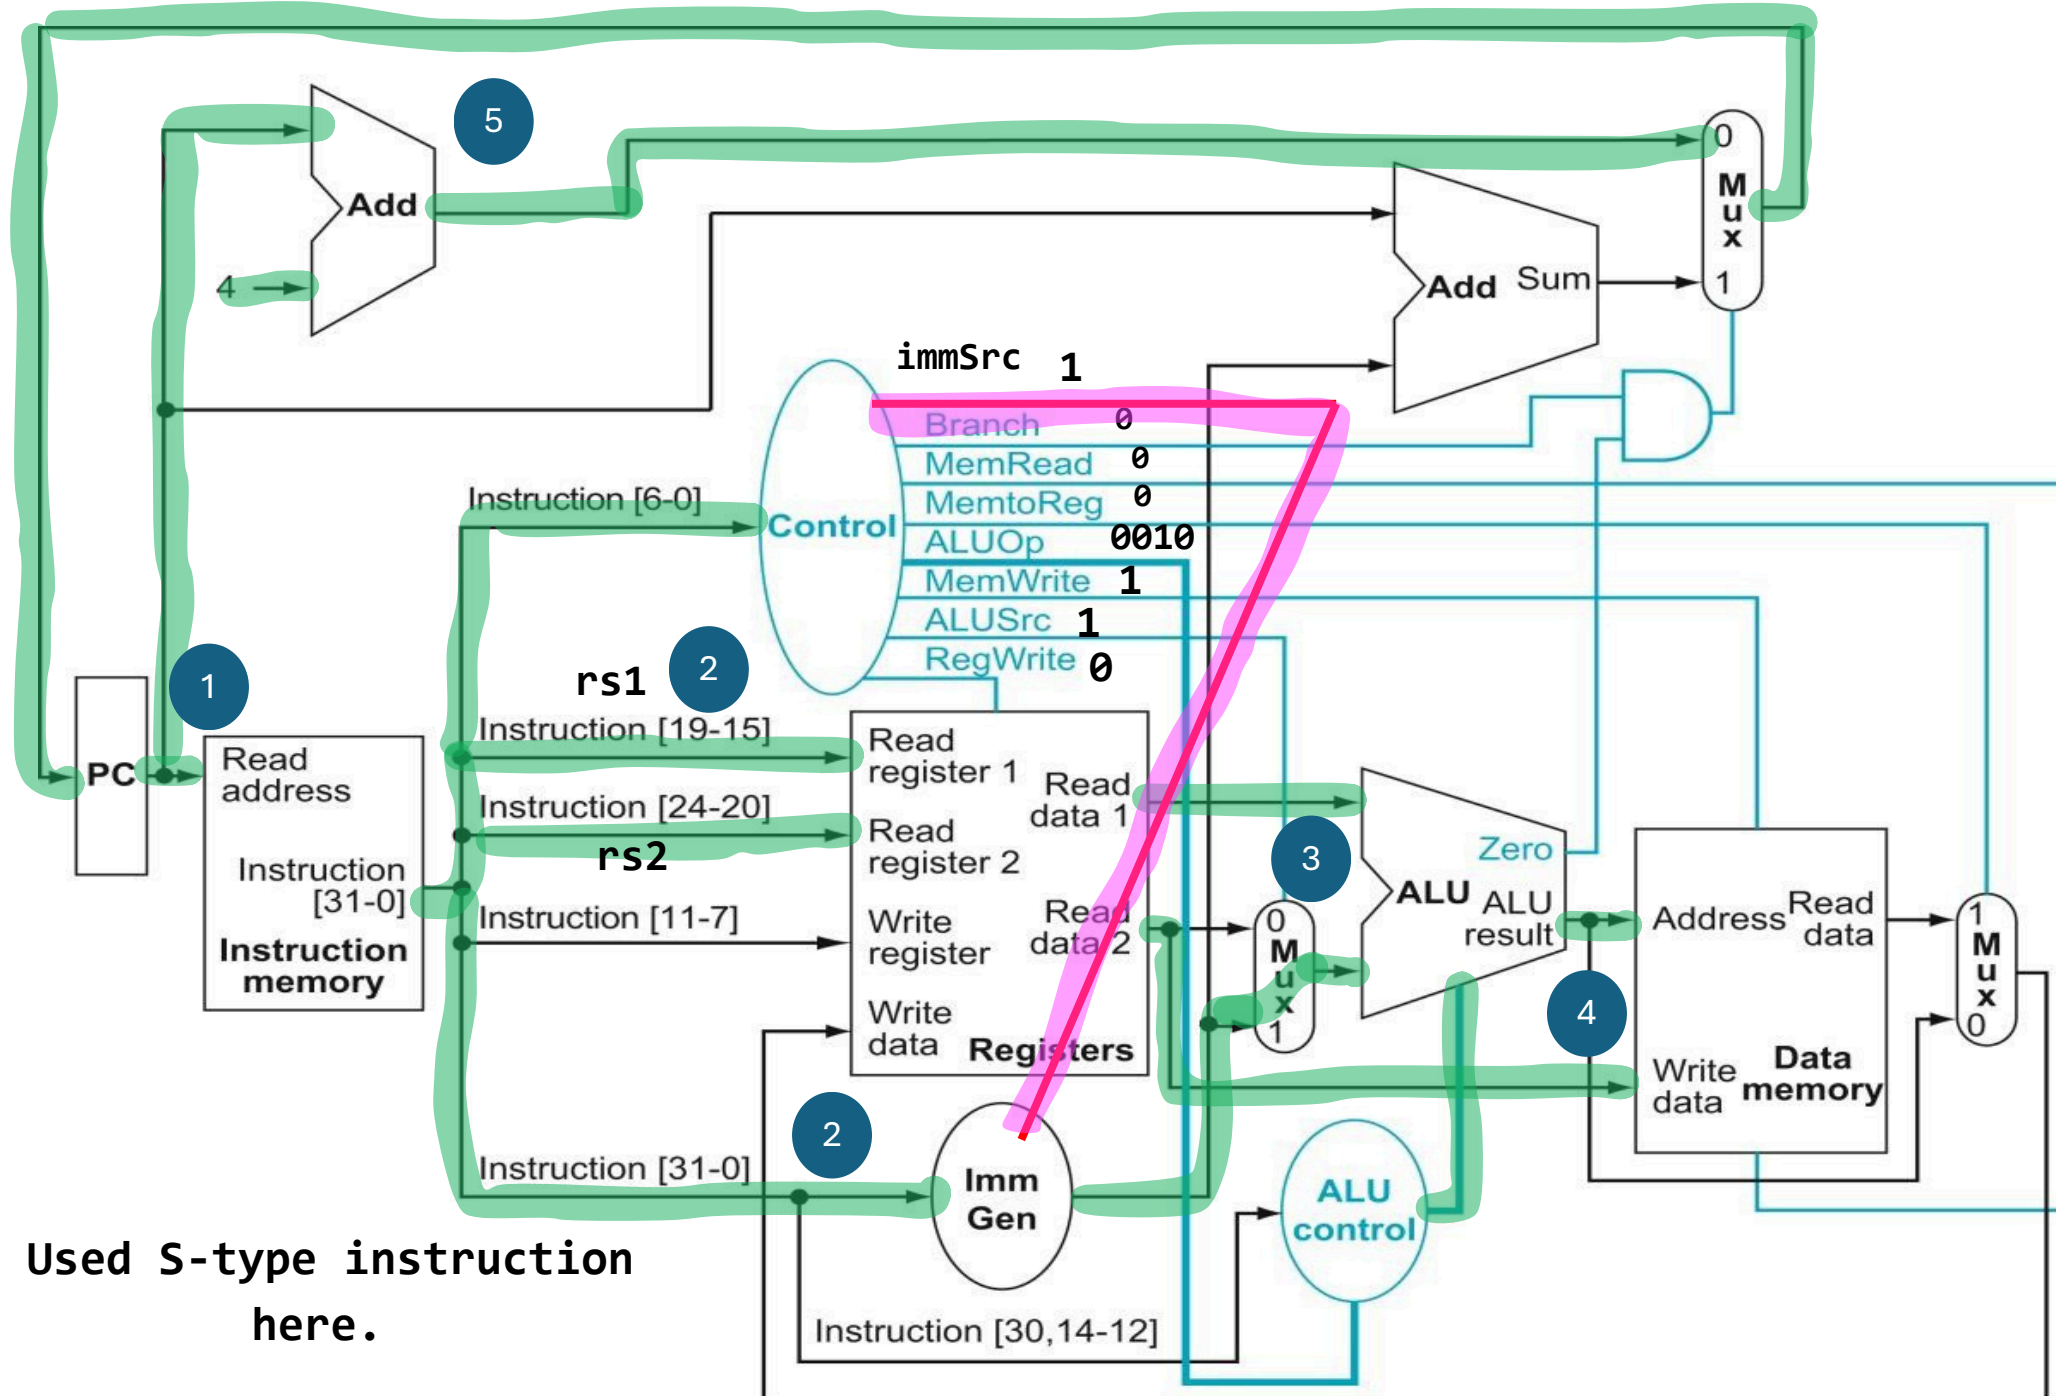 5
0
M
u
x
1
Add
4
Add Sum
immSrc 1
Branch 0
MemRead 0
MemtoReg 0
ALUOp 0010
MemWrite 1
ALUSrc 1
RegWrite 0
Control
Instruction [6-0]
rs1 2
1
Instruction [19-15]
PC
Read
address
Instruction
[31-0]
Instruction
memory
Instruction [24-20]
rs2
Instruction [11-7]
Read
register 1
Read
data 1
Read
register 2
Read
data 2
Write
register
Write
data
Registers
3
0
M
u
x
1
Zero
ALU
ALU
result
4
Address
Read
data
Write
data
Data
memory
1
M
u
x
0
2
Instruction [31-0]
Imm
Gen
ALU
control
Instruction [30,14-12]
Used S-type instruction
here.